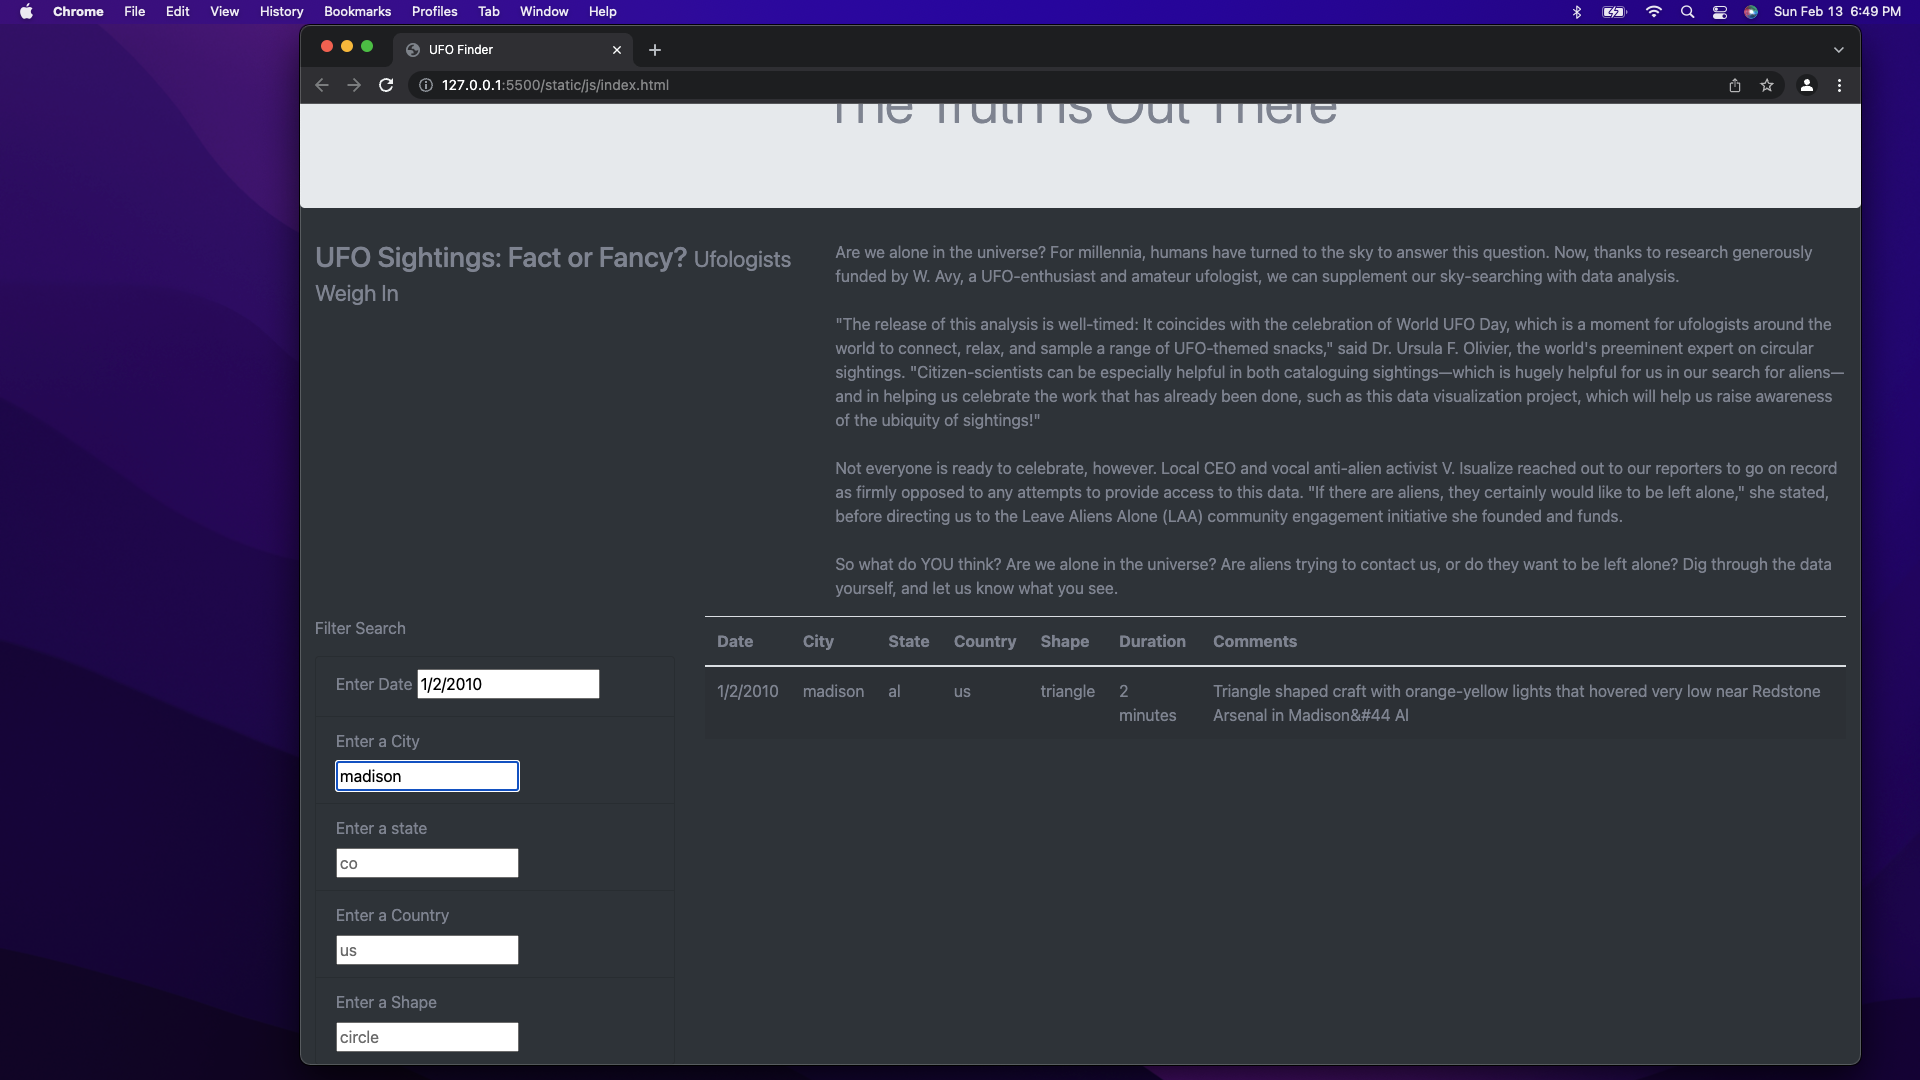 Chrome File Edit View History Bookmarks Profiles Tab Window Help Sun Feb 13 6:49 PM
UFO Finder
127.0.0.1:5500/static/js/index.html
The Truth Is Out There
UFO Sightings: Fact or Fancy? Ufologists
Weigh In
Are we alone in the universe? For millennia, humans have turned to the sky to answer this question. Now, thanks to research generously
funded by W. Avy, a UFO-enthusiast and amateur ufologist, we can supplement our sky-searching with data analysis.
"The release of this analysis is well-timed: It coincides with the celebration of World UFO Day, which is a moment for ufologists around the
world to connect, relax, and sample a range of UFO-themed snacks," said Dr. Ursula F. Olivier, the world's preeminent expert on circular
sightings. "Citizen-scientists can be especially helpful in both cataloguing sightings—which is hugely helpful for us in our search for aliens—
and in helping us celebrate the work that has already been done, such as this data visualization project, which will help us raise awareness
of the ubiquity of sightings!"
Not everyone is ready to celebrate, however. Local CEO and vocal anti-alien activist V. Isualize reached out to our reporters to go on record
as firmly opposed to any attempts to provide access to this data. "If there are aliens, they certainly would like to be left alone," she stated,
before directing us to the Leave Aliens Alone (LAA) community engagement initiative she founded and funds.
So what do YOU think? Are we alone in the universe? Are aliens trying to contact us, or do they want to be left alone? Dig through the data
yourself, and let us know what you see.
Filter Search
Enter Date 1/2/2010
Enter a City
madison
Enter a state
co
Enter a Country
us
Enter a Shape
circle
Date City State Country Shape Duration Comments
1/2/2010 madison al us triangle 2 Triangle shaped craft with orange-yellow lights that hovered very low near Redstone
minutes Arsenal in Madison&#44 Al